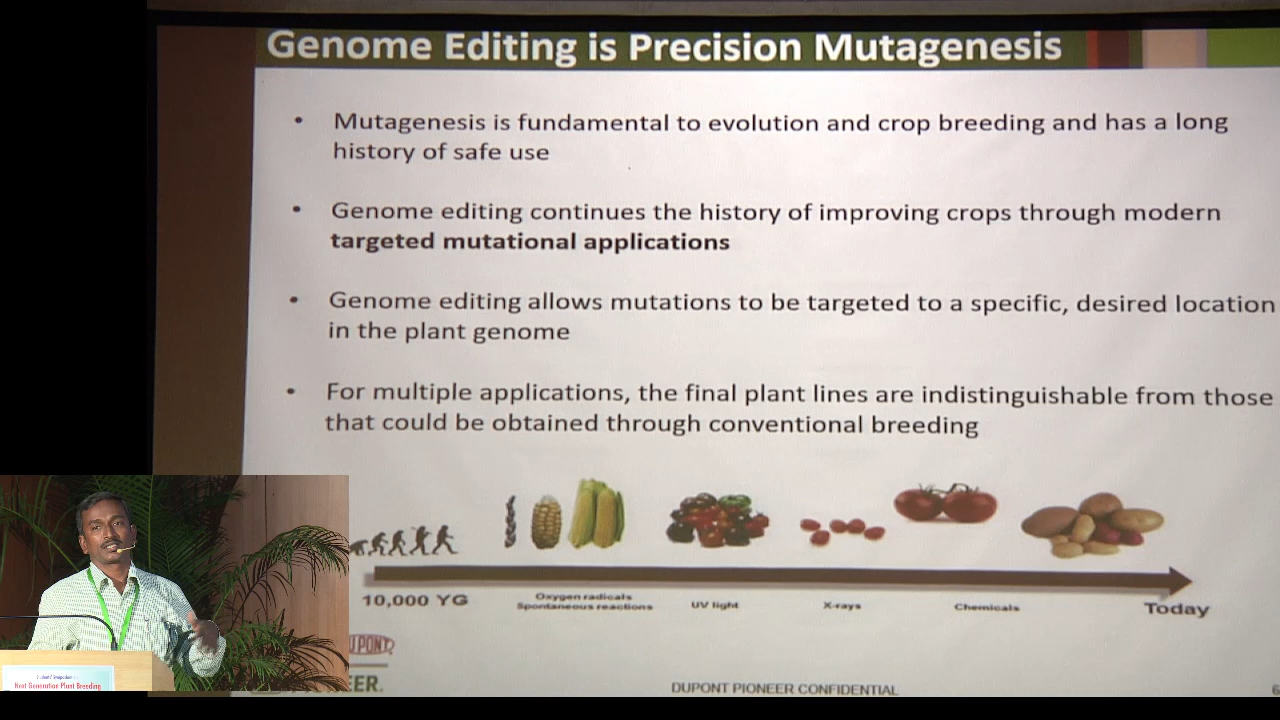 Genome Editing is Precision Mutagenesis
• Mutagenesis is fundamental to evolution and crop breeding and has a long
history of safe use
• Genome editing continues the history of improving crops through modern
targeted mutational applications
• Genome editing allows mutations to be targeted to a specific, desired location
in the plant genome
• For multiple applications, the final plant lines are indistinguishable from those
that could be obtained through conventional breeding
10,000 YG
Oxygen radicals
Spontaneous reactions
UV light
X-rays
Chemicals
Today
UPONT
EER.
DUPONT PIONEER CONFIDENTIAL
6
Next Generation Plant Breeding